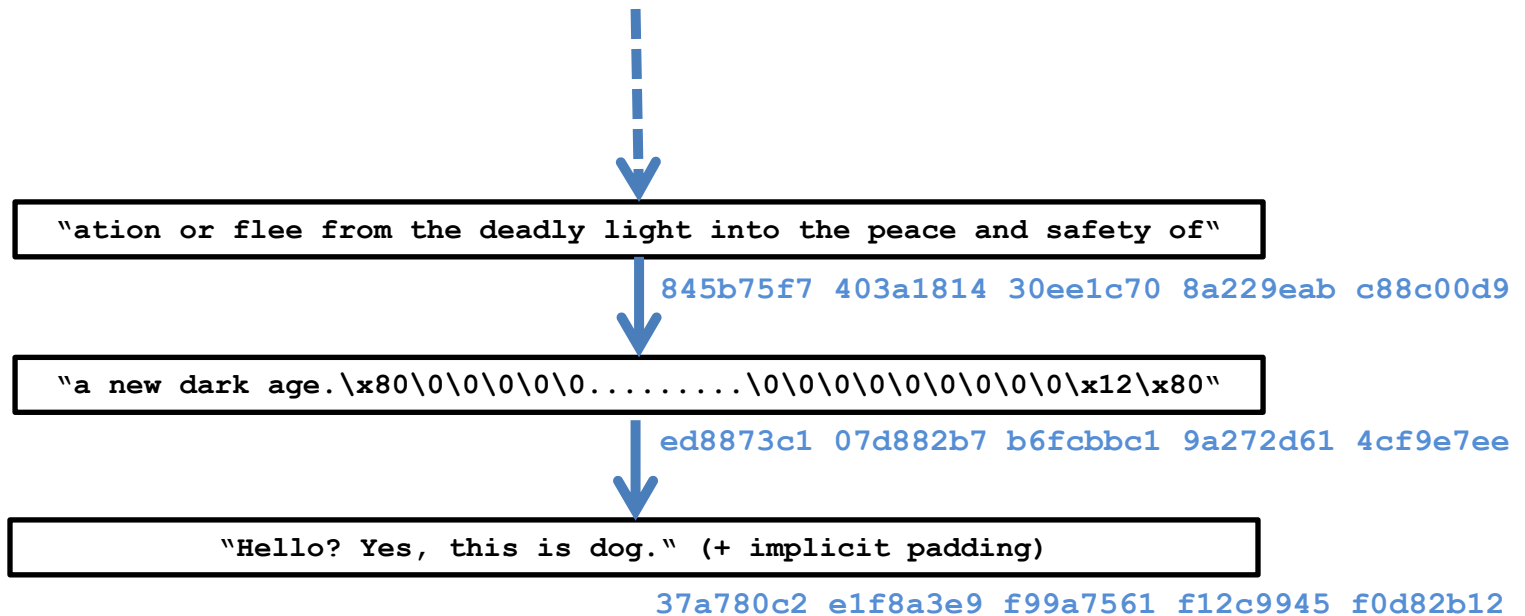 “ation or flee from the deadly light into the peace and safety of“
845b75f7 403a1814 30ee1c70 8a229eab c88c00d9
“a new dark age.\x80\0\0\0\0\0.........\0\0\0\0\0\0\0\0\0\x12\x80“
ed8873c1 07d882b7 b6fcbbc1 9a272d61 4cf9e7ee
“Hello? Yes, this is dog.“ (+ implicit padding)
37a780c2 e1f8a3e9 f99a7561 f12c9945 f0d82b12